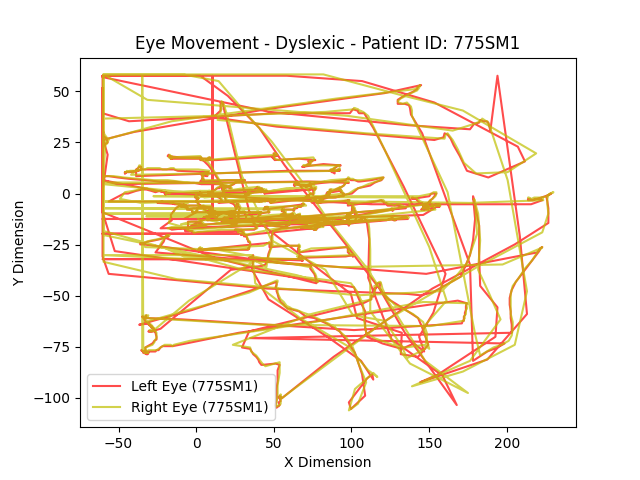 Eye Movement - Dyslexic - Patient ID: 775SM1
Y Dimension
50
25
0
−25
−50
−75
−100
Left Eye (775SM1)
Right Eye (775SM1)
−50 0 50 100 150 200
X Dimension